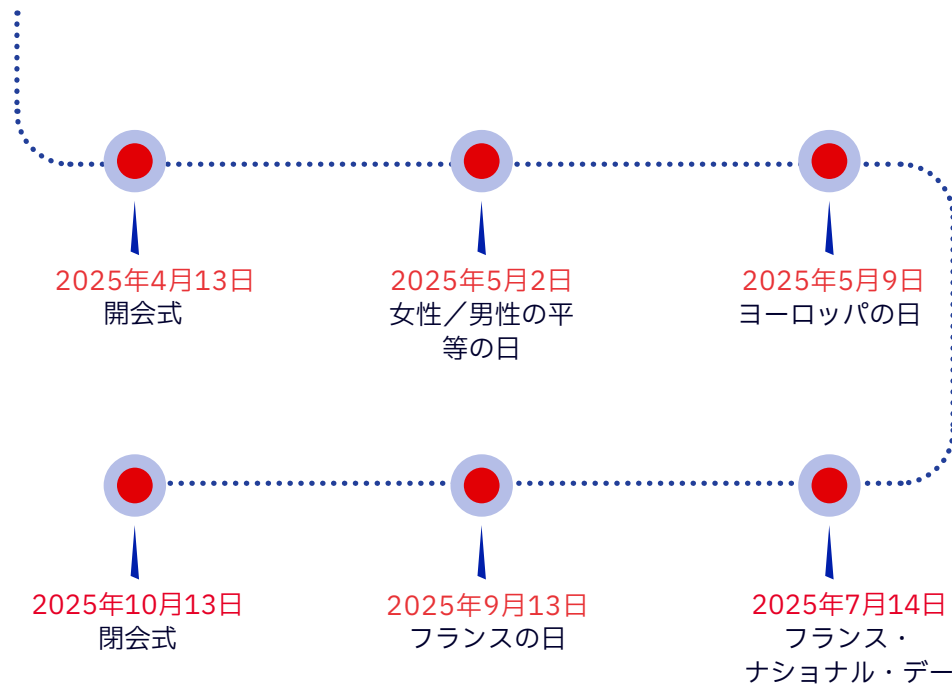 2025年4月13日
開会式
2025年5月2日
女性／男性の平
等の日
2025年5月9日
ヨーロッパの日
2025年7月14日
フランス・
ナショナル・デー
2025年9月13日
フランスの日
2025年10月13日
閉会式